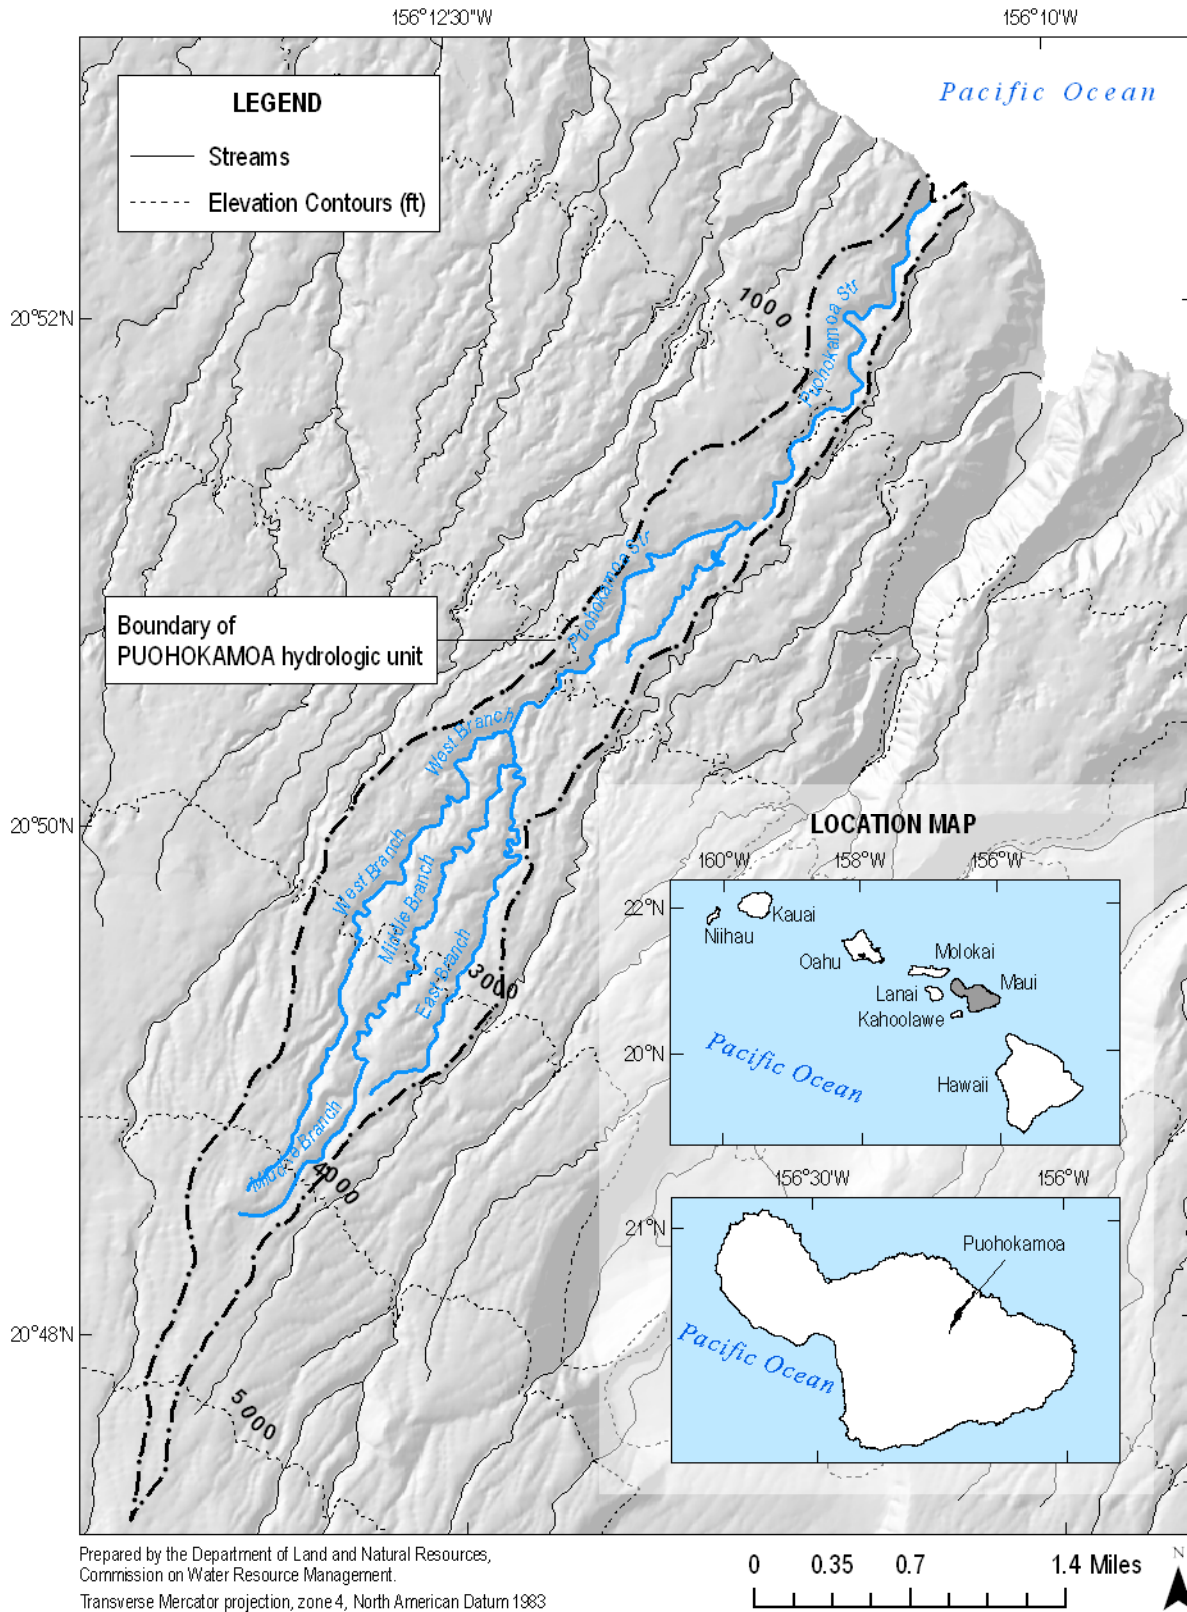 156°12'30"W
156°10'W
Pacific Ocean
LEGEND
Streams
Elevation Contours (ft)
20°52'N
1000
Puohokamoa Str
Puohokamoa Str
Boundary of
PUOHOKAMOA hydrologic unit
West Branch
20°50'N
West Branch
Middle Branch
East Branch
3000
Middle Branch
4000
20°48'N
5000
LOCATION MAP
160°W
158°W
156°W
22°N
Kauai
Niihau
Oahu
Molokai
Lanai
Maui
Kahoolawe
20°N
Pacific Ocean
Hawaii
156°30'W
156°W
21°N
Puohokamoa
Pacific Ocean
Prepared by the Department of Land and Natural Resources,
Commission on Water Resource Management.
Transverse Mercator projection, zone 4, North American Datum 1983
0 0.35 0.7 1.4 Miles
N